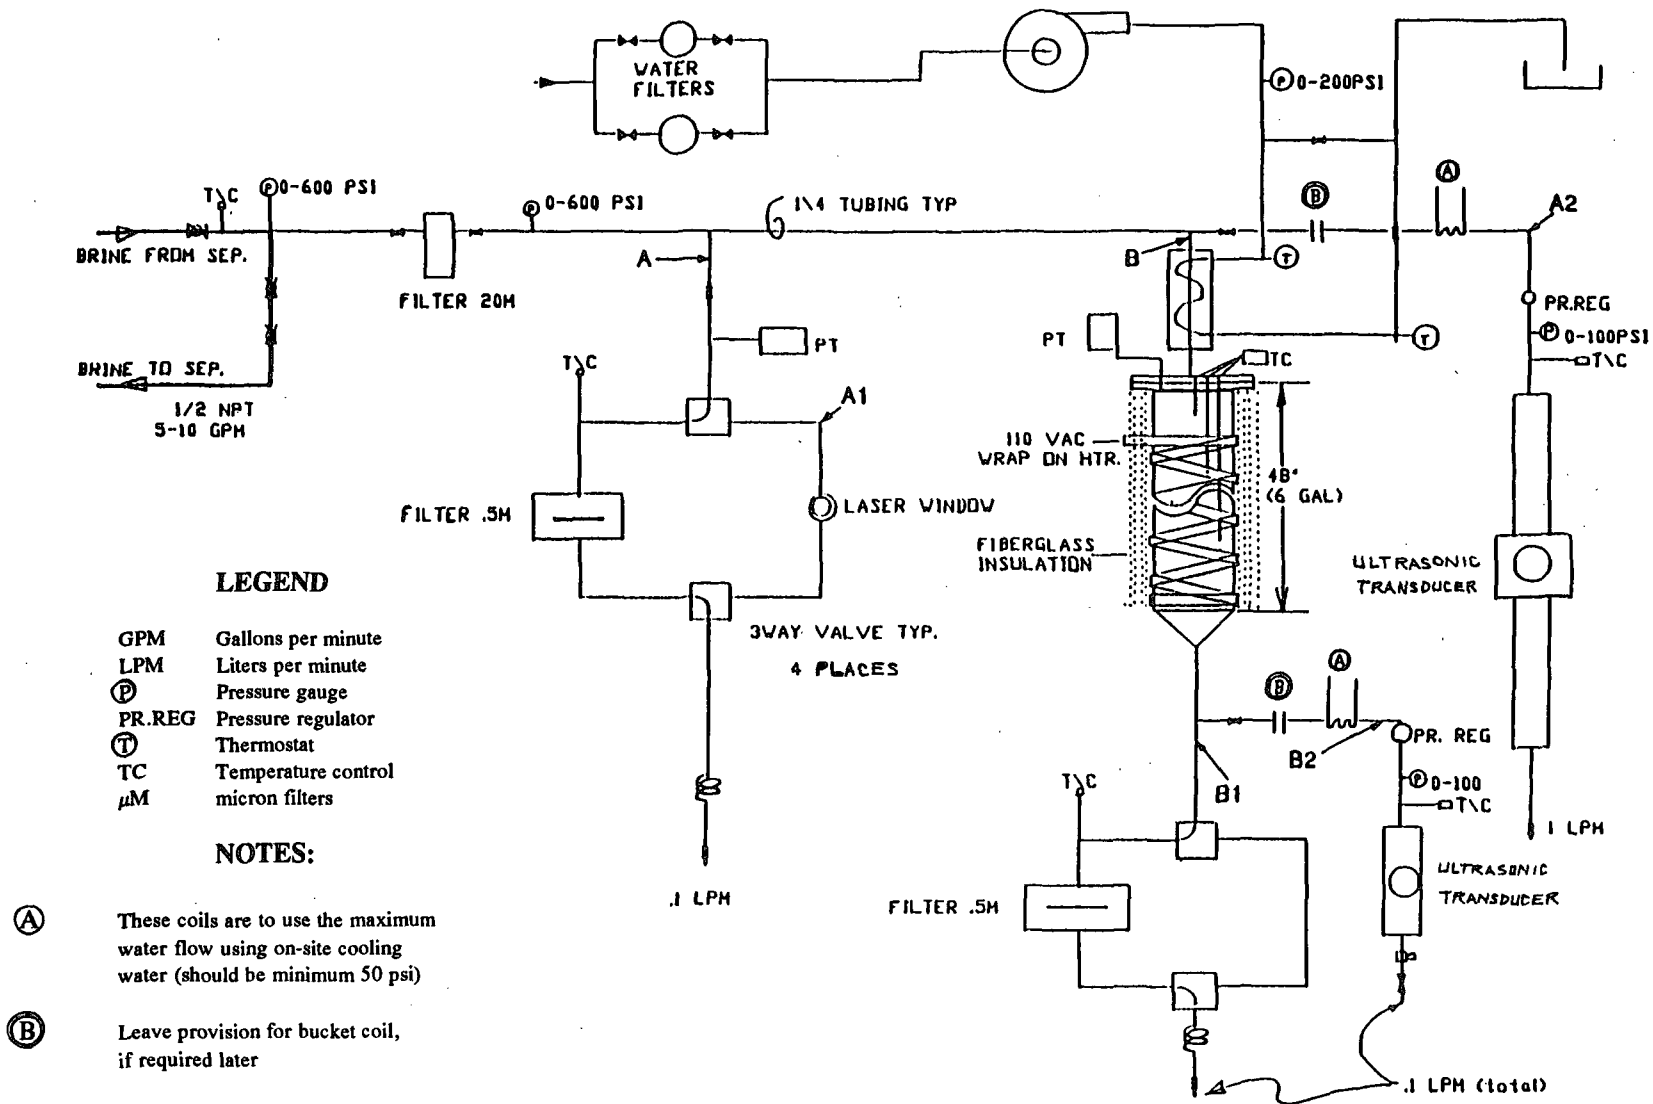 WATER
FILTERS
Ⓟ 0-200PSI
T\C
Ⓟ 0-600 PSI
Ⓟ 0-600 PSI
1\4 TUBING TYP
Ⓑ
Ⓐ
A2
BRINE FROM SEP.
A
B
Ⓣ
FILTER 20M
PR.REG
Ⓟ 0-100PSI
T\C
PT
PT
Ⓣ
TC
BRINE TO SEP.
1/2 NPT
5-10 GPM
T\C
A1
110 VAC
WRAP ON HTR.
48"
(6 GAL)
FILTER .5M
LASER WINDOW
FIBERGLASS
INSULATION
ULTRASONIC
TRANSDUCER
3WAY VALVE TYP.
4 PLACES
LEGEND
GPM Gallons per minute
LPM Liters per minute
Ⓟ Pressure gauge
PR.REG Pressure regulator
Ⓣ Thermostat
TC Temperature control
μM micron filters
Ⓑ
Ⓐ
PR. REG
B2
B1
Ⓟ 0-100
T\C
T\C
1 LPM
.1 LPM
FILTER .5M
ULTRASONIC
TRANSDUCER
.1 LPM (total)
NOTES:
Ⓐ These coils are to use the maximum
water flow using on-site cooling
water (should be minimum 50 psi)
Ⓑ Leave provision for bucket coil,
if required later